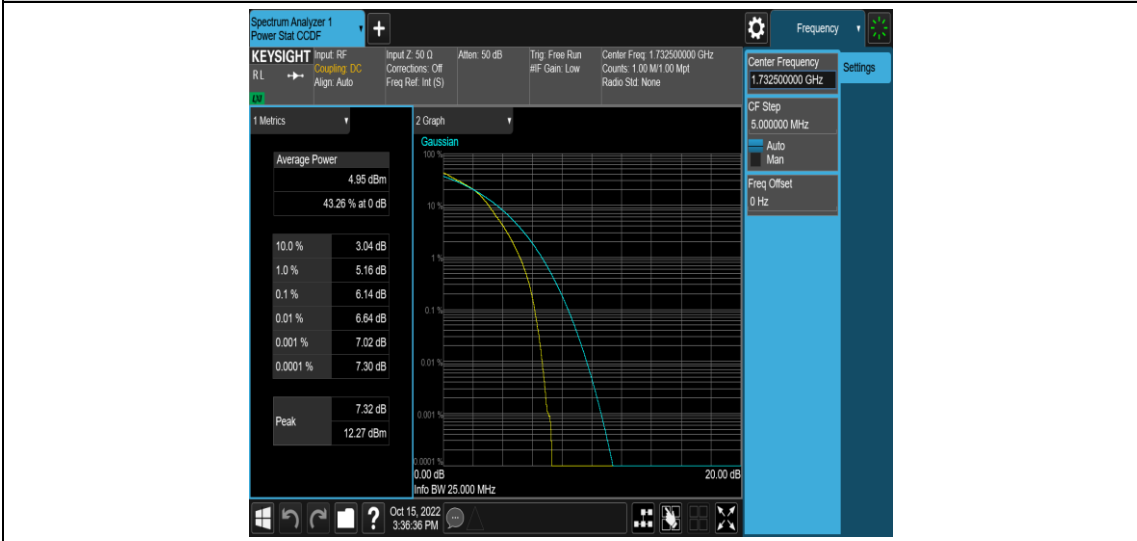 Spectrum Analyzer 1
Power Stat CCDF
Frequency
KEYSIGHT
R L
Input: RF
Coupling: DC
Align: Auto
Input Z: 50 Ω
Corrections: Off
Freq Ref: Int (S)
Atten: 50 dB
Trig: Free Run
#IF Gain: Low
Center Freq: 1.732500000 GHz
Counts: 1.00 M/1.00 Mpt
Radio Std: None
Center Frequency
1.732500000 GHz
Settings
CF Step
5.000000 MHz
Auto
Man
Freq Offset
0 Hz
1 Metrics
Average Power
4.95 dBm
43.26 % at 0 dB
10.0 % 3.04 dB
1.0 % 5.16 dB
0.1 % 6.14 dB
0.01 % 6.64 dB
0.001 % 7.02 dB
0.0001 % 7.30 dB
Peak
7.32 dB
12.27 dBm
2 Graph
Gaussian
100 %
10 %
1 %
0.1 %
0.01 %
0.001 %
0.0001 %
0.00 dB 20.00 dB
Info BW 25.000 MHz
?
Oct 15, 2022
3:36:36 PM